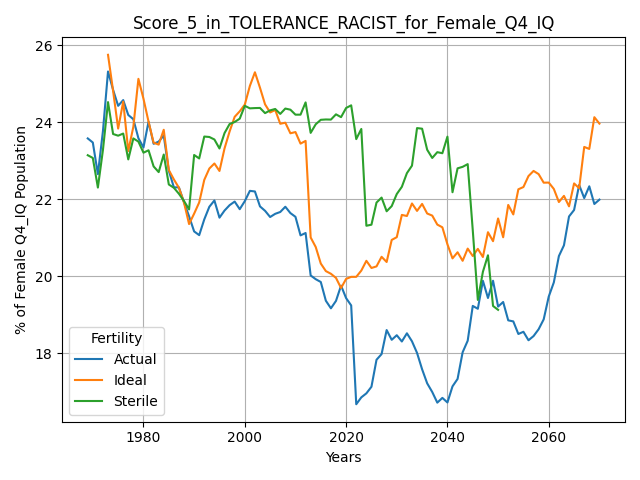 Score_5_in_TOLERANCE_RACIST_for_Female_Q4_IQ
26
24
22
20
18
% of Female Q4_IQ Population
Fertility
Actual
Ideal
Sterile
1980
2000
2020
2040
2060
Years